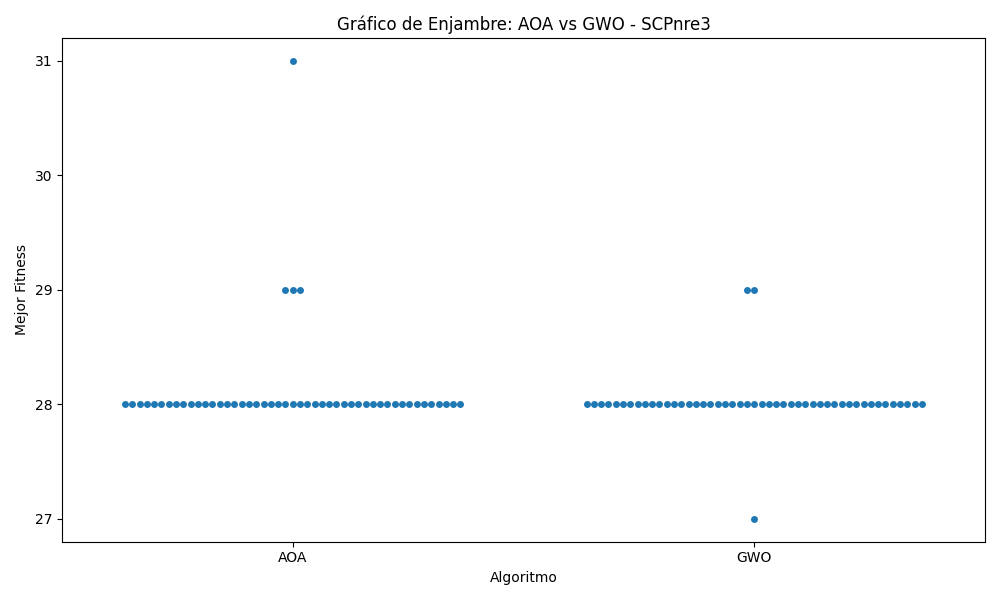 Gráfico de Enjambre: AOA vs GWO - SCPnre3
31
30
29
28
27
Mejor Fitness
AOA
GWO
Algoritmo